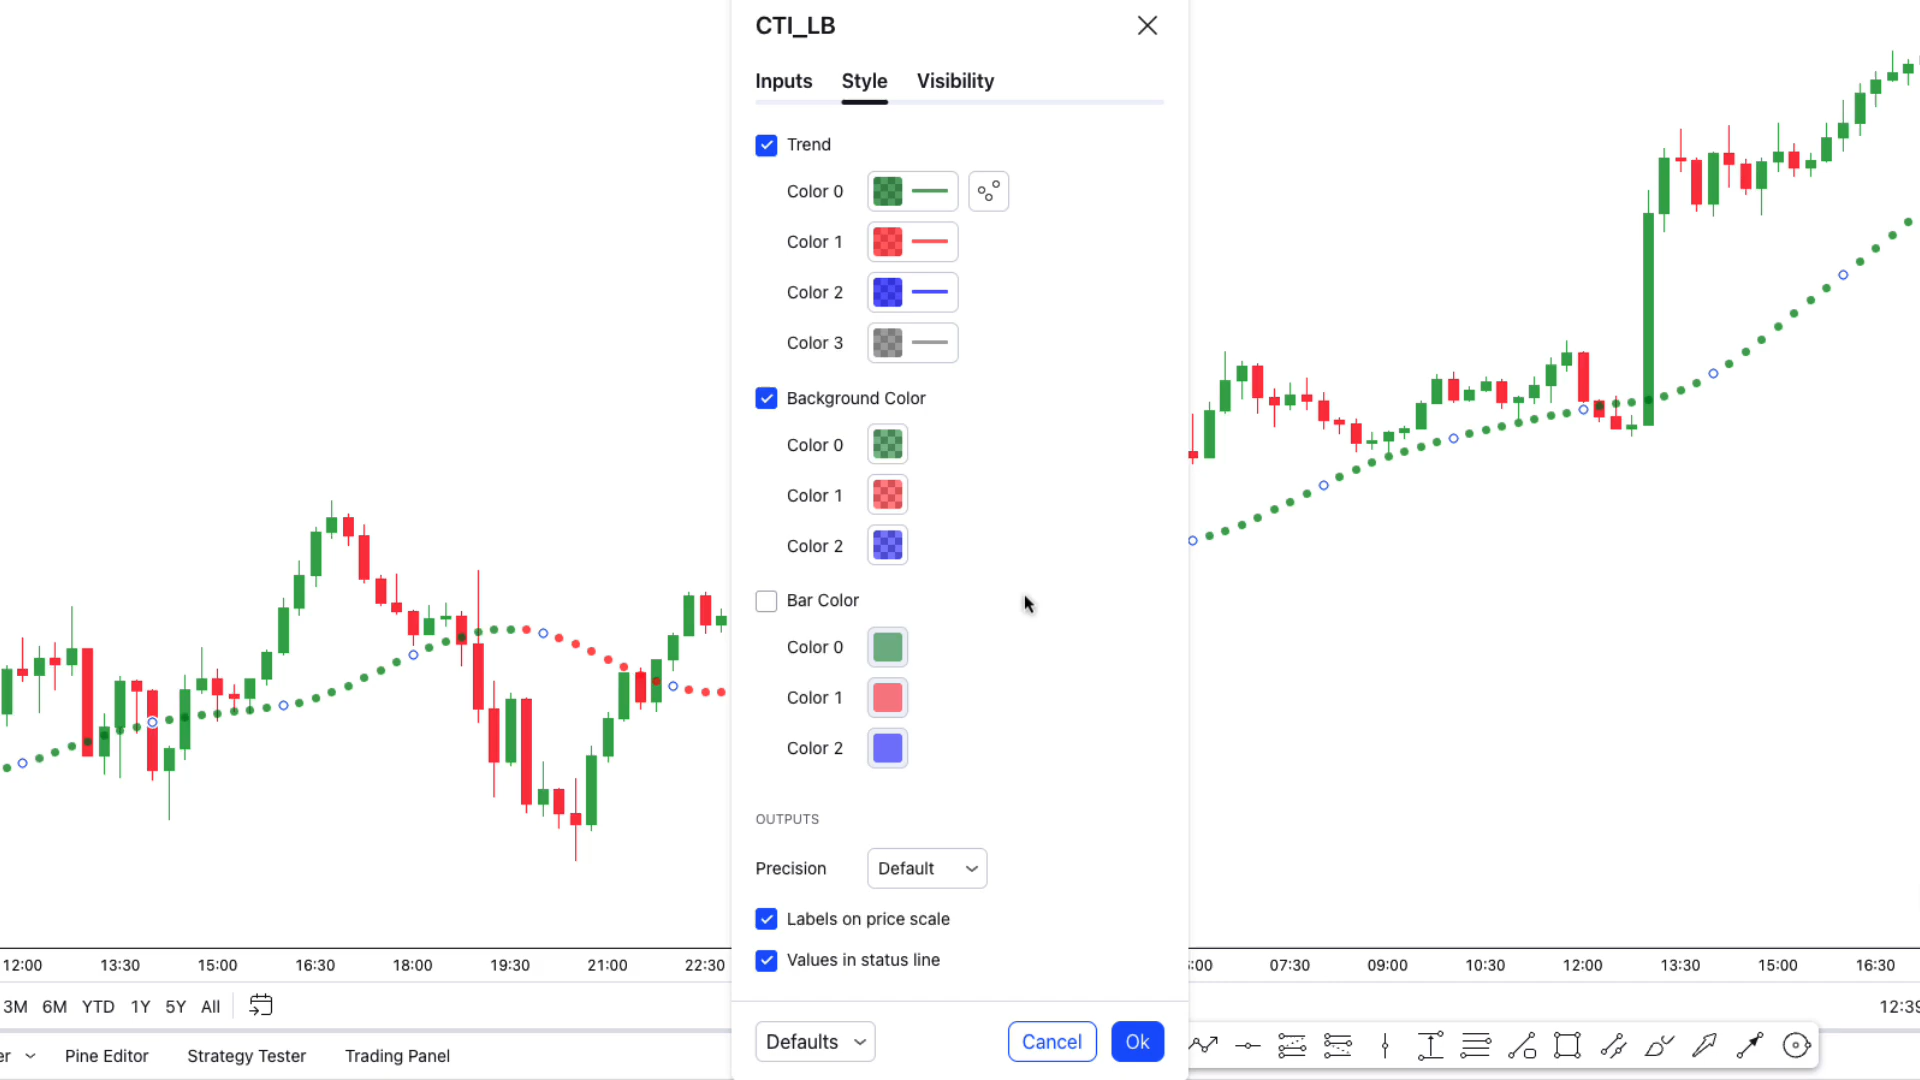 CTI_LB
Inputs Style Visibility
Trend
Color 0
Color 1
Color 2
Color 3
Background Color
Color 0
Color 1
Color 2
Bar Color
Color 0
Color 1
Color 2
OUTPUTS
Precision Default
Labels on price scale
Values in status line
12:00 13:30 15:00 16:30 18:00 19:30 21:00 22:30 :00 07:30 09:00 10:30 12:00 13:30 15:00 16:30
3M 6M YTD 1Y 5Y All 12:39
Defaults Cancel Ok
er Pine Editor Strategy Tester Trading Panel